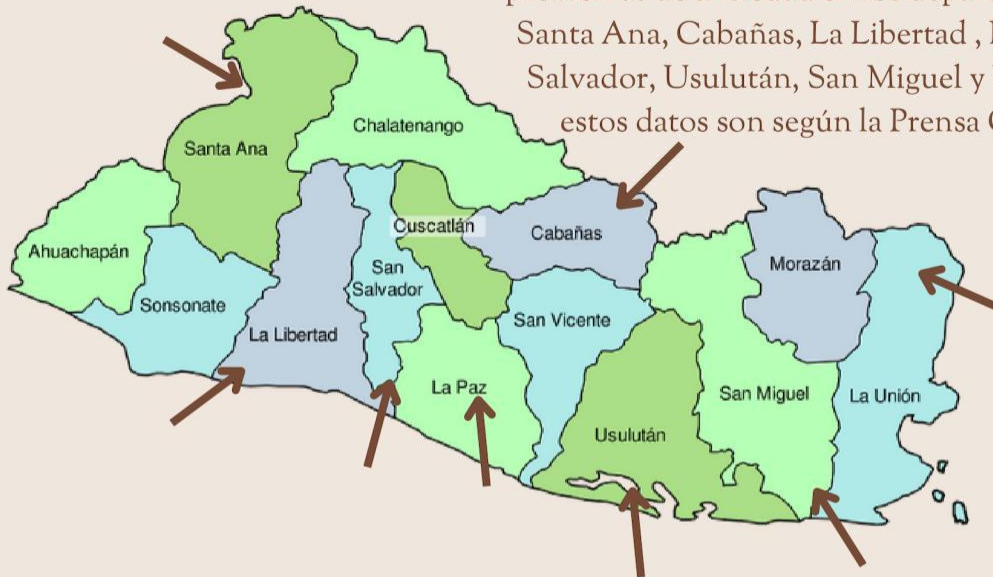 Santa Ana, Cabañas, La Libertad ,
Salvador, Usulután, San Miguel y
estos datos son según la Prensa
Chalatenango
Santa Ana
Cuscatlán
Cabañas
Ahuachapán
Morazán
San
Salvador
Sonsonate
San Vicente
La Libertad
La Paz
San Miguel
La Unión
Usulután